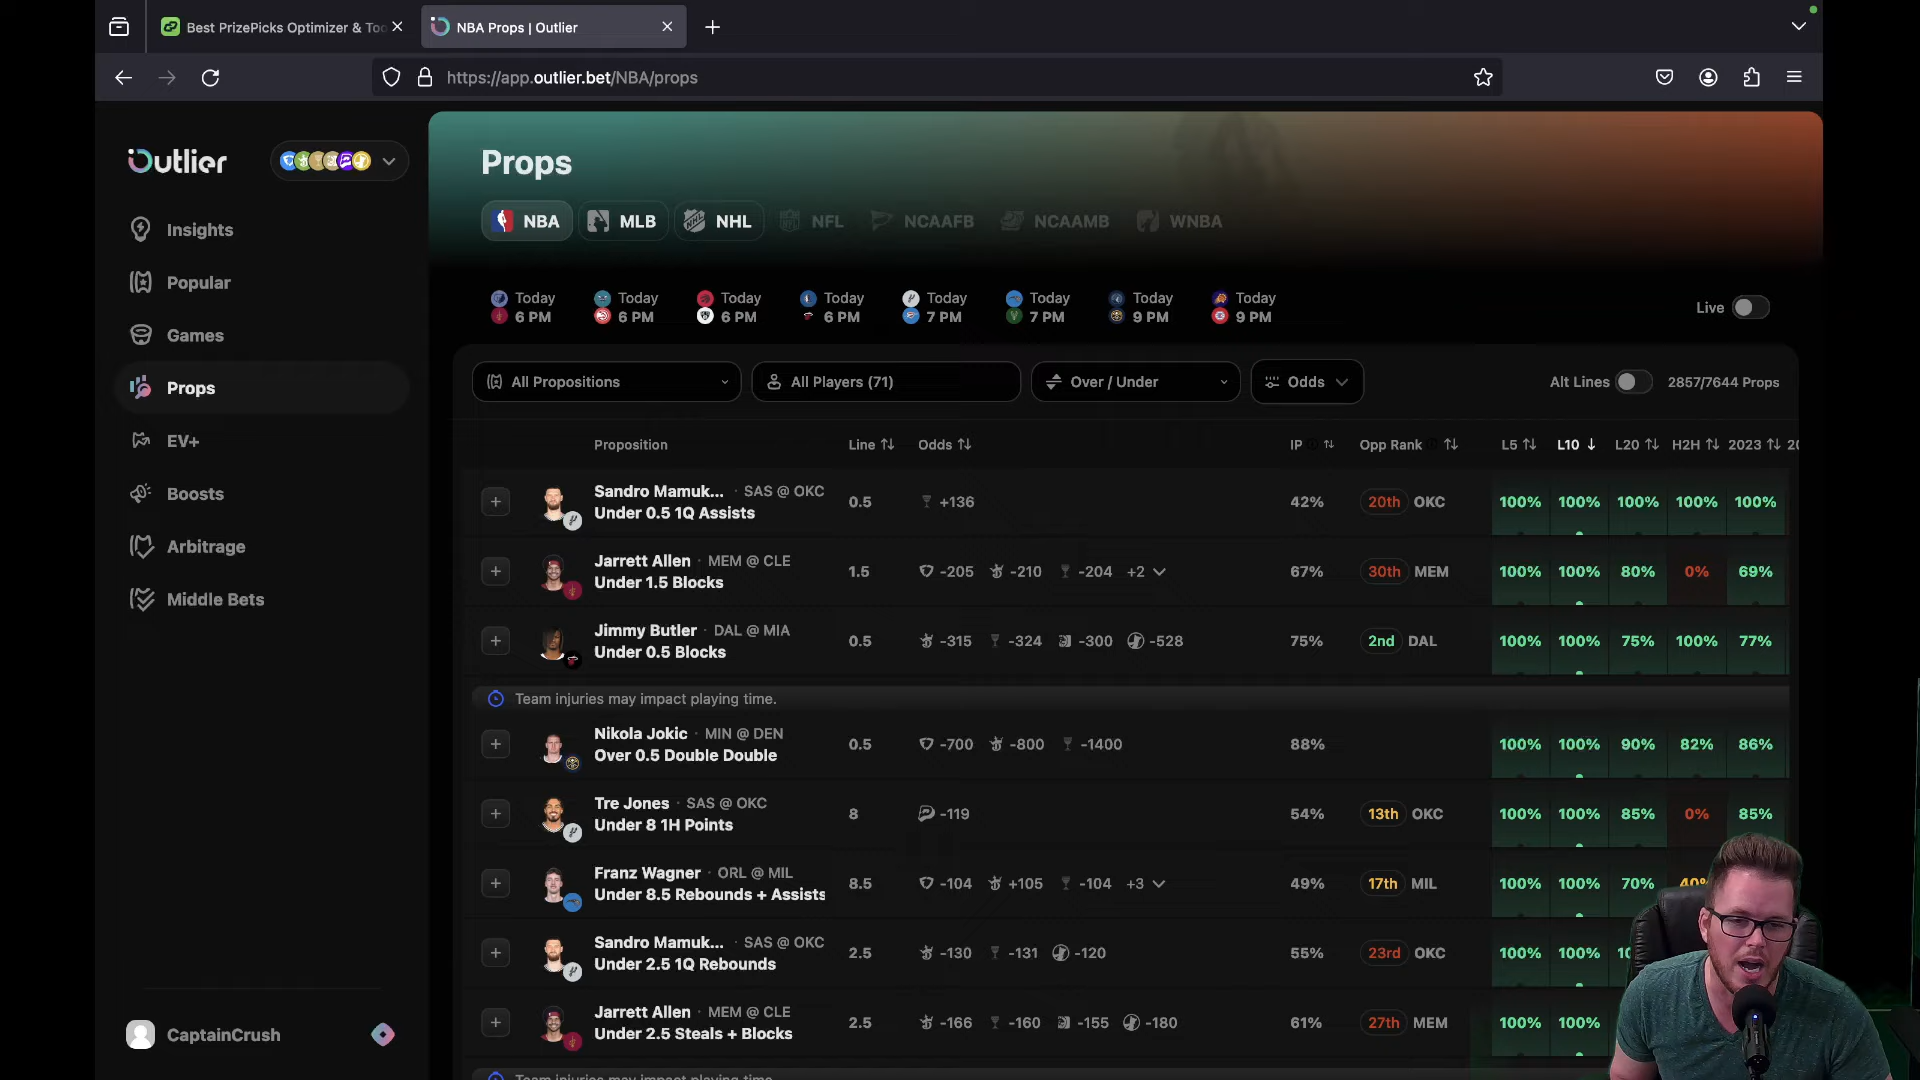 Best PrizePicks Optimizer & Too
NBA Props | Outlier
https://app.outlier.bet/NBA/props
Outlier
Insights
Popular
Games
Props
EV+
Boosts
Arbitrage
Middle Bets
CaptainCrush
Props
NBA MLB NHL NFL NCAAFB NCAAMB WNBA
Today Today Today Today Today Today Today Today
6 PM 6 PM 6 PM 6 PM 7 PM 7 PM 9 PM 9 PM
Live
All Propositions All Players (71) Over / Under Odds Alt Lines 2857/7644 Props
Proposition Line Odds IP Opp Rank L5 L10 L20 H2H 2023 20
Sandro Mamuk... · SAS @ OKC
Under 0.5 1Q Assists 0.5 +136 42% 20th OKC 100% 100% 100% 100% 100%
Jarrett Allen · MEM @ CLE
Under 1.5 Blocks 1.5 -205 -210 -204 +2 67% 30th MEM 100% 100% 80% 0% 69%
Jimmy Butler · DAL @ MIA
Under 0.5 Blocks 0.5 -315 -324 -300 -528 75% 2nd DAL 100% 100% 75% 100% 77%
Team injuries may impact playing time.
Nikola Jokic · MIN @ DEN
Over 0.5 Double Double 0.5 -700 -800 -1400 88% 100% 100% 90% 82% 86%
Tre Jones · SAS @ OKC
Under 8 1H Points 8 -119 54% 13th OKC 100% 100% 85% 0% 85%
Franz Wagner · ORL @ MIL
Under 8.5 Rebounds + Assists 8.5 -104 +105 -104 +3 49% 17th MIL 100% 100% 70% 40%
Sandro Mamuk... · SAS @ OKC
Under 2.5 1Q Rebounds 2.5 -130 -131 -120 55% 23rd OKC 100% 100%
Jarrett Allen · MEM @ CLE
Under 2.5 Steals + Blocks 2.5 -166 -160 -155 -180 61% 27th MEM 100% 100%
Team injuries may impact playing time.